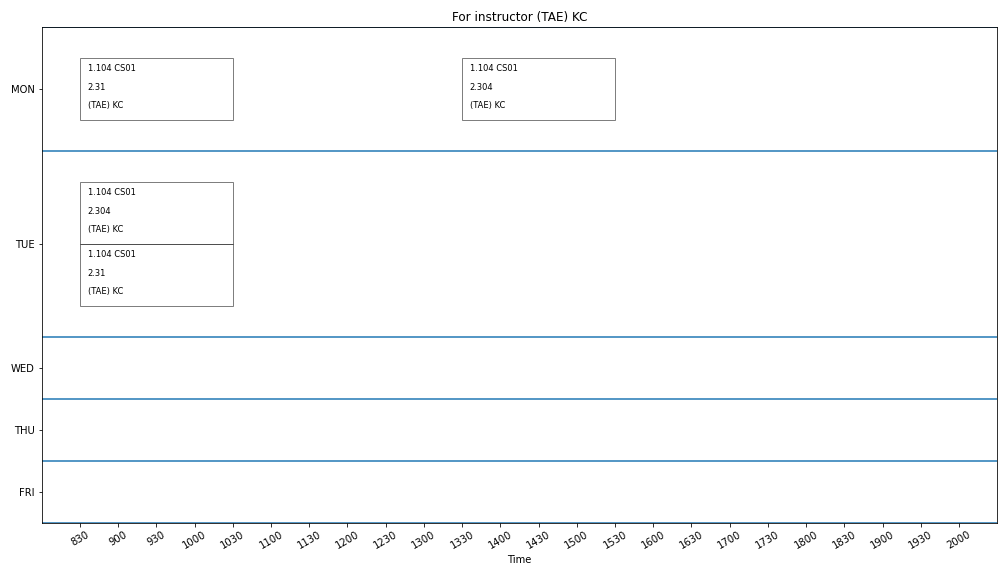 For instructor (TAE) KC
MON
1.104 CS01
2.31
(TAE) KC
1.104 CS01
2.304
(TAE) KC
TUE
1.104 CS01
2.304
(TAE) KC
1.104 CS01
2.31
(TAE) KC
WED
THU
FRI
830 900 930 1000 1030 1100 1130 1200 1230 1300 1330 1400 1430 1500 1530 1600 1630 1700 1730 1800 1830 1900 1930 2000
Time